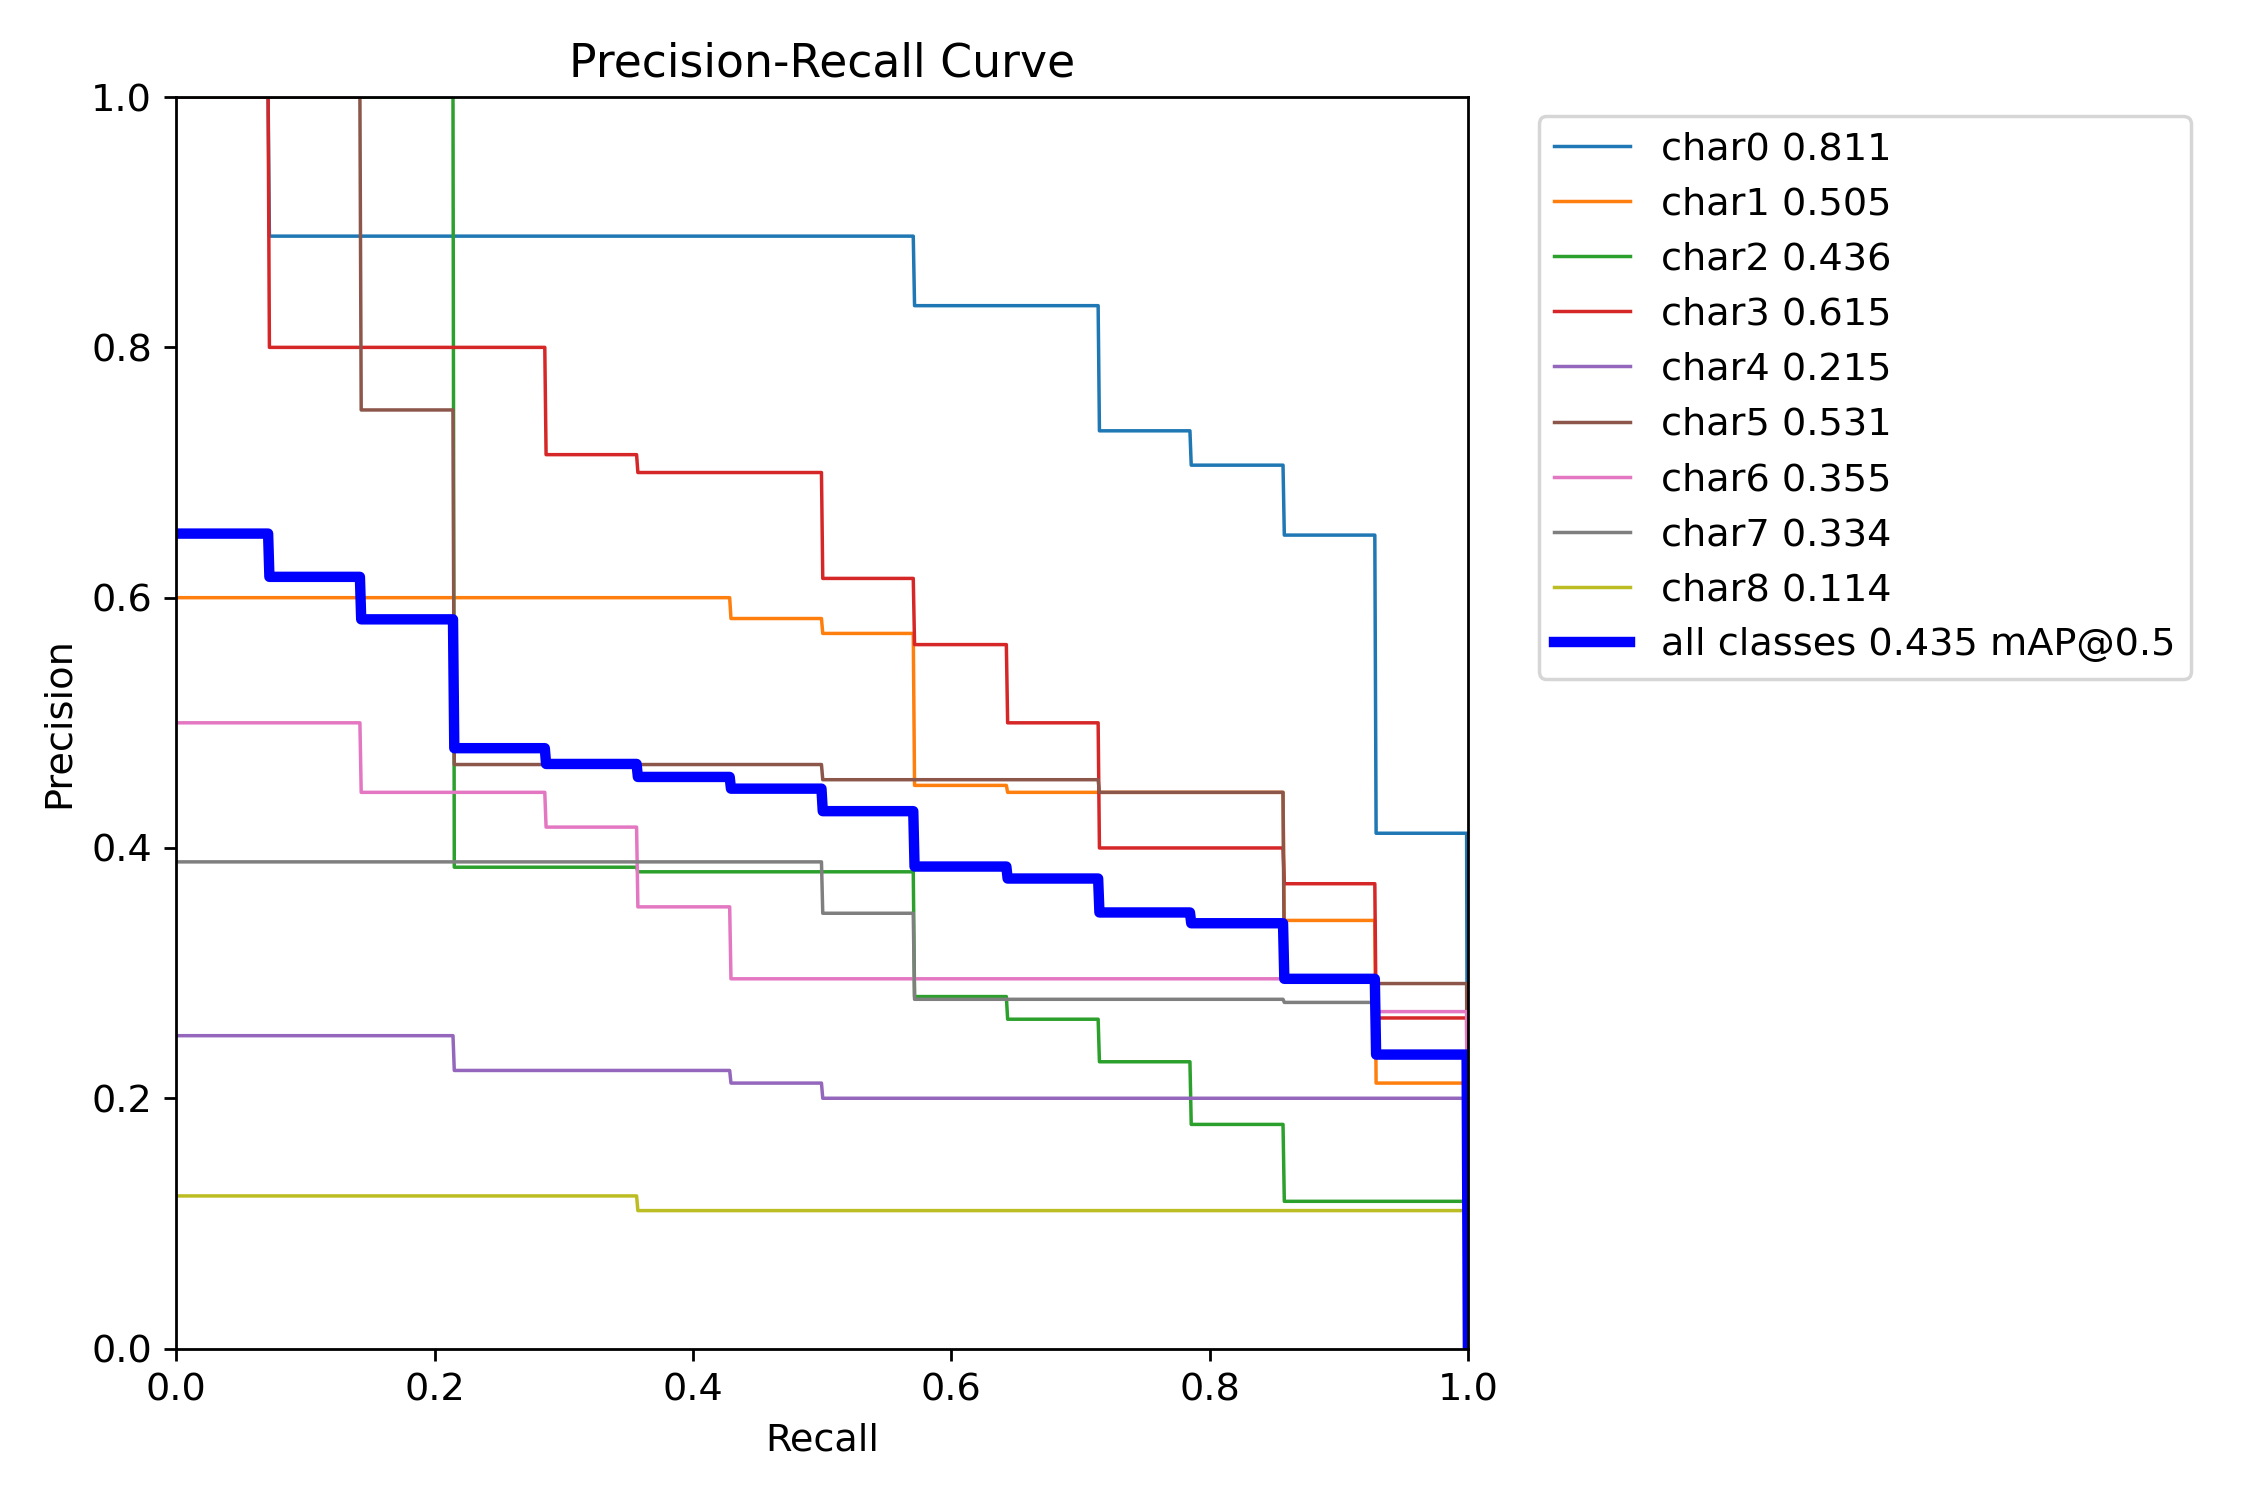 Precision-Recall Curve
1.0
0.8
0.6
0.4
0.2
0.0
Precision
0.0 0.2 0.4 0.6 0.8 1.0
Recall
char0 0.811
char1 0.505
char2 0.436
char3 0.615
char4 0.215
char5 0.531
char6 0.355
char7 0.334
char8 0.114
all classes 0.435 mAP@0.5